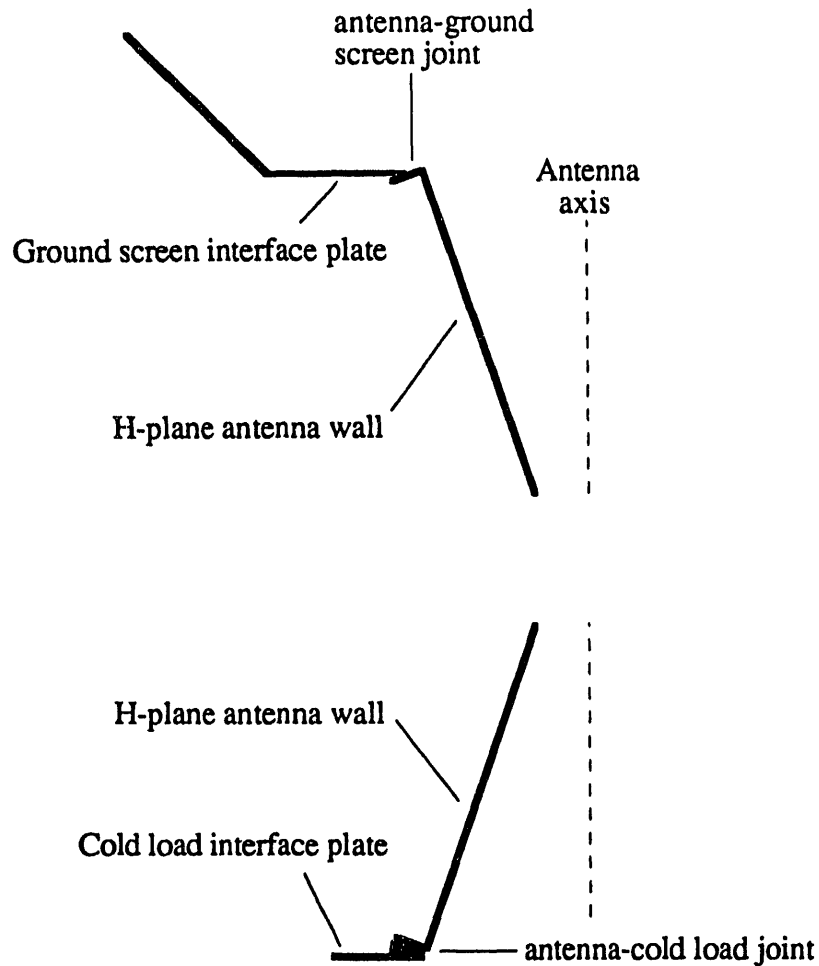 antenna-ground
screen joint
Antenna
axis
Ground screen interface plate
H-plane antenna wall
H-plane antenna wall
Cold load interface plate
antenna-cold load joint